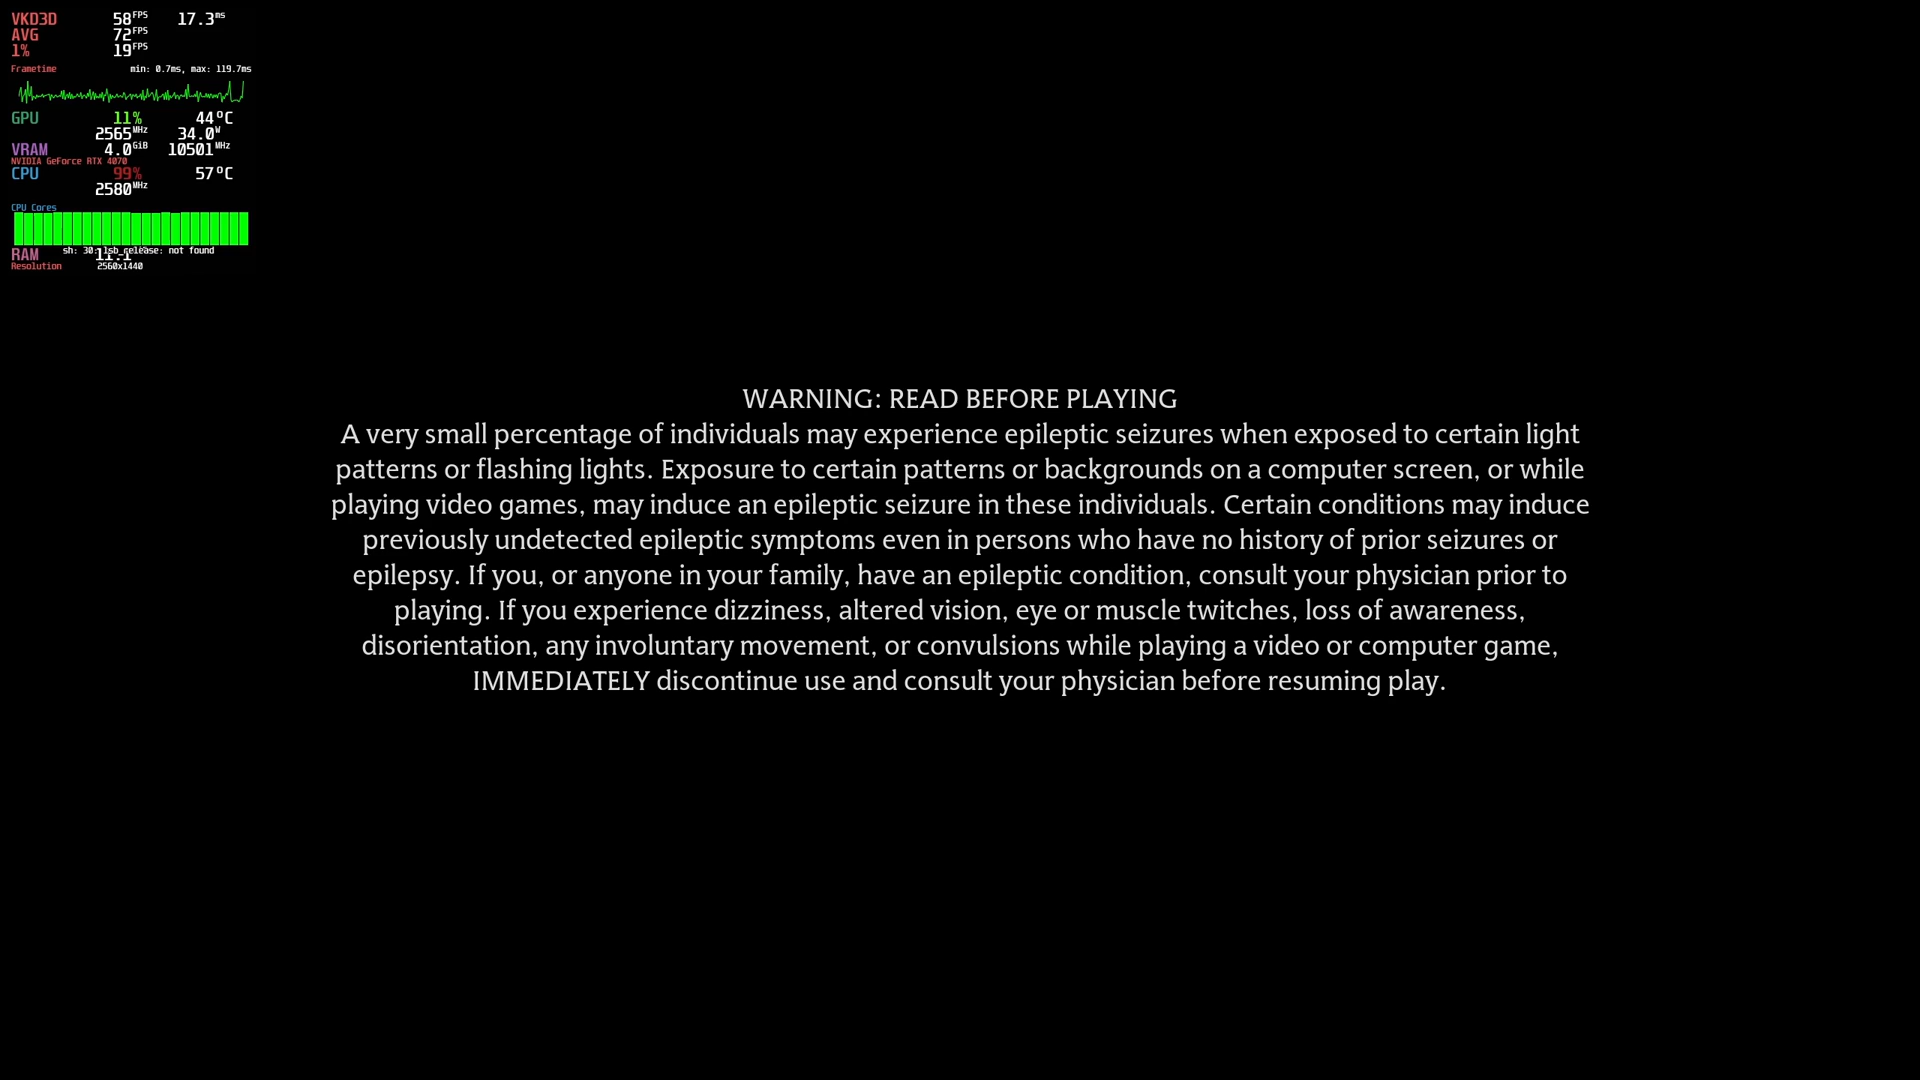 VKD3D 58FPS 17.3ms
AVG 72FPS
1% 19FPS
Frametime min: 0.7ms, max: 119.7ms
GPU 11% 44°C
2565MHz 34.0W
VRAM 4.0GiB 10501MHz
NVIDIA GeForce RTX 4070
CPU 99% 57°C
2580MHz
CPU Cores
sh: 30: lsb_release: not found
RAM 11.1
Resolution 2560x1440
WARNING: READ BEFORE PLAYING
A very small percentage of individuals may experience epileptic seizures when exposed to certain light
patterns or flashing lights. Exposure to certain patterns or backgrounds on a computer screen, or while
playing video games, may induce an epileptic seizure in these individuals. Certain conditions may induce
previously undetected epileptic symptoms even in persons who have no history of prior seizures or
epilepsy. If you, or anyone in your family, have an epileptic condition, consult your physician prior to
playing. If you experience dizziness, altered vision, eye or muscle twitches, loss of awareness,
disorientation, any involuntary movement, or convulsions while playing a video or computer game,
IMMEDIATELY discontinue use and consult your physician before resuming play.